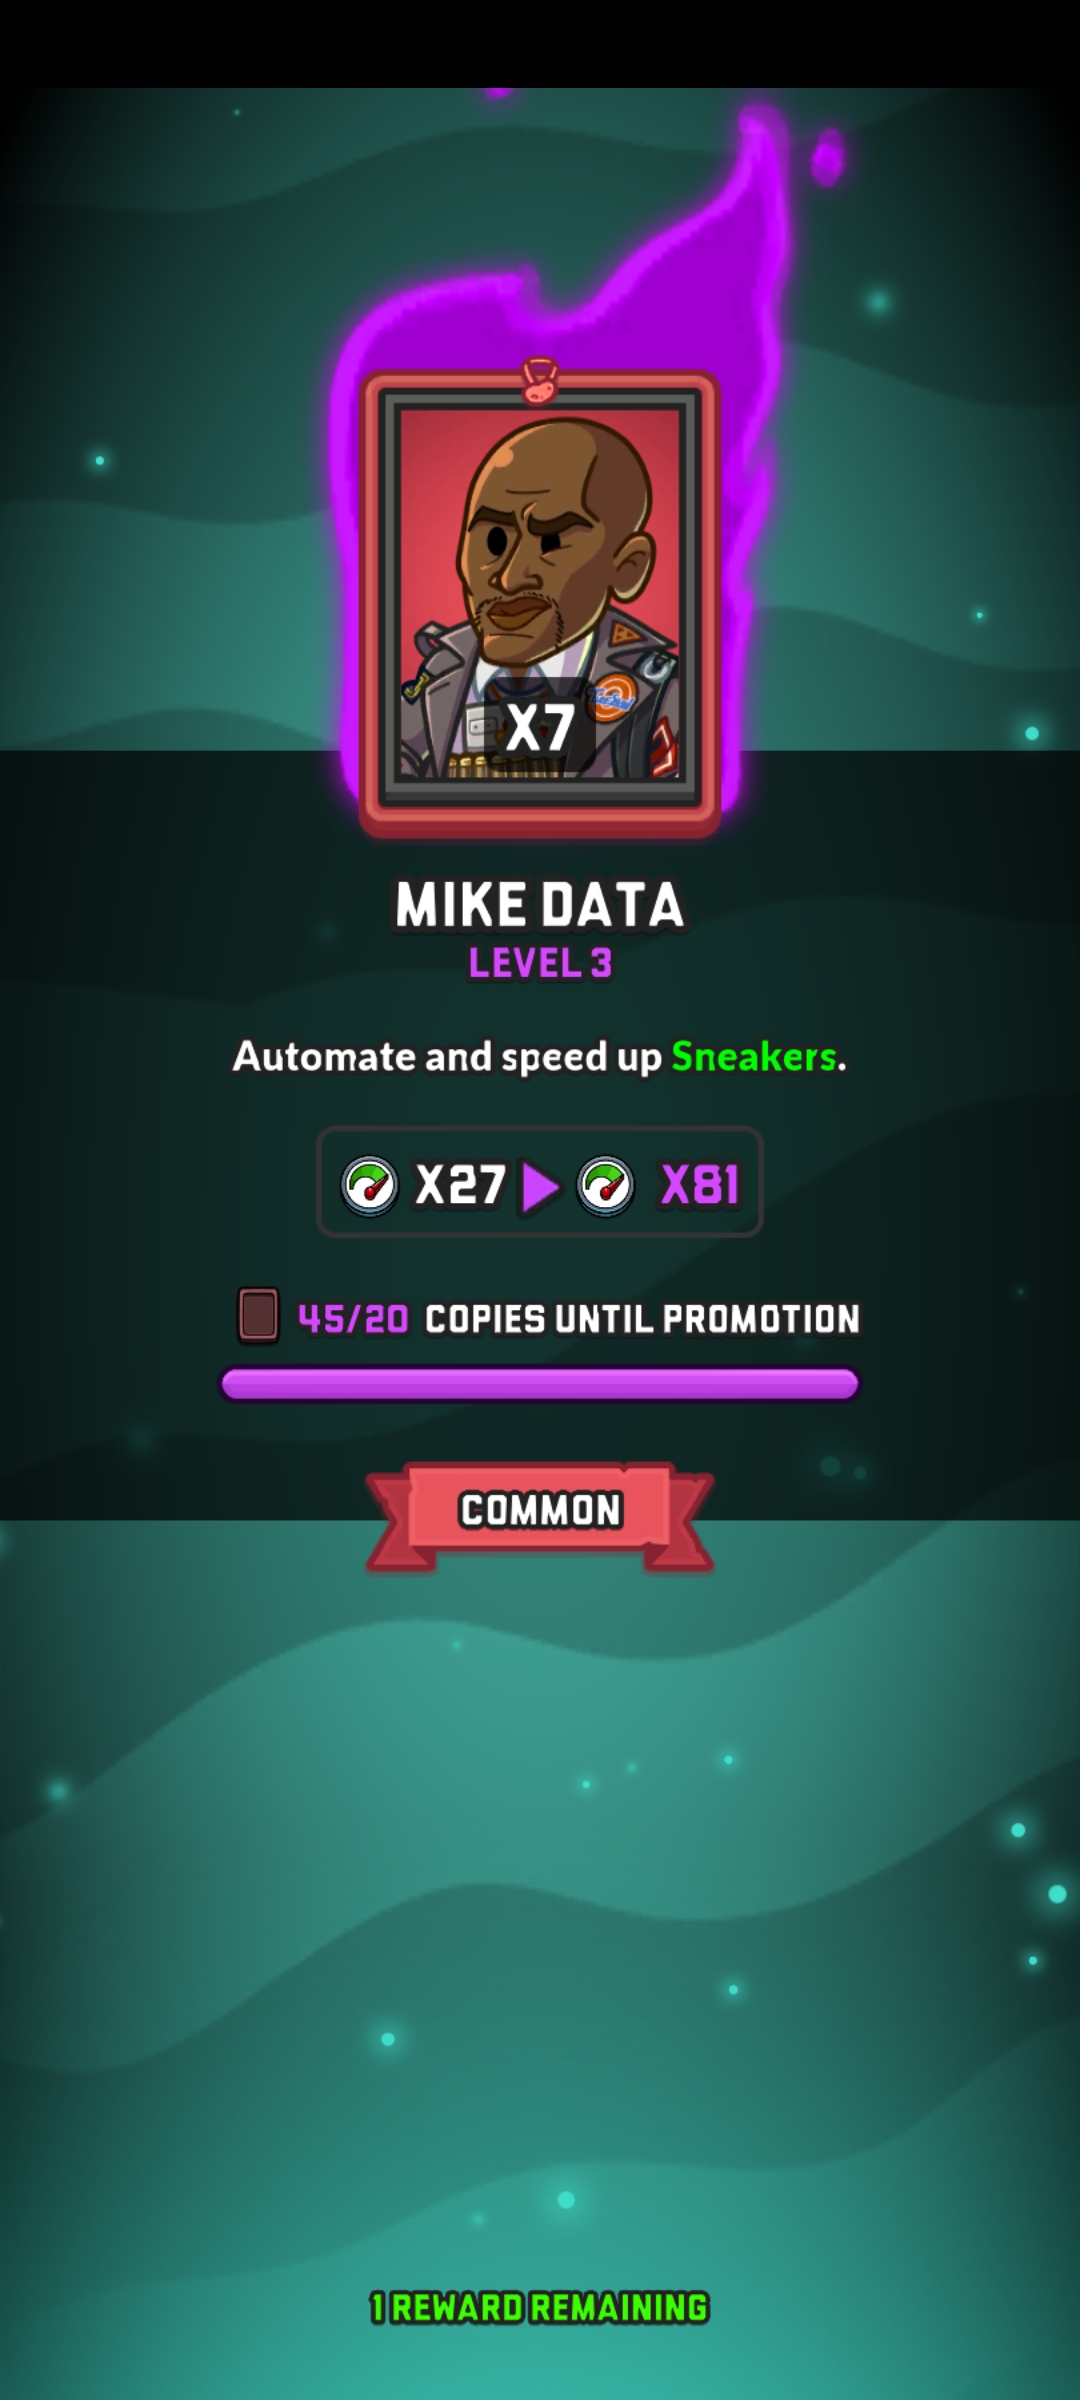 X7
MIKE DATA
LEVEL 3
Automate and speed up Sneakers.
X27 X81
45/20 COPIES UNTIL PROMOTION
COMMON
1 REWARD REMAINING